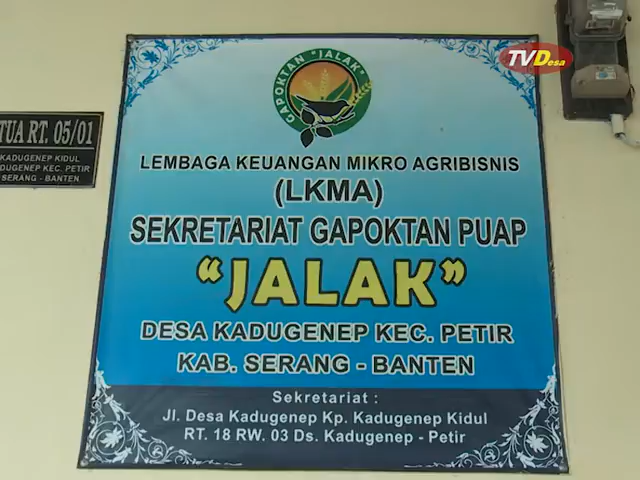 TVDesa
GAPOKTAN "JALAK"
LEMBAGA KEUANGAN MIKRO AGRIBISNIS
(LKMA)
SEKRETARIAT GAPOKTAN PUAP
"JALAK"
DESA KADUGENEP KEC. PETIR
KAB. SERANG - BANTEN
Sekretariat :
Jl. Desa Kadugenep Kp. Kadugenep Kidul
RT. 18 RW. 03 Ds. Kadugenep - Petir
TUA RT. 05/01
KADUGENEP KIDUL
DUGENEP KEC. PETIR
SERANG - BANTEN